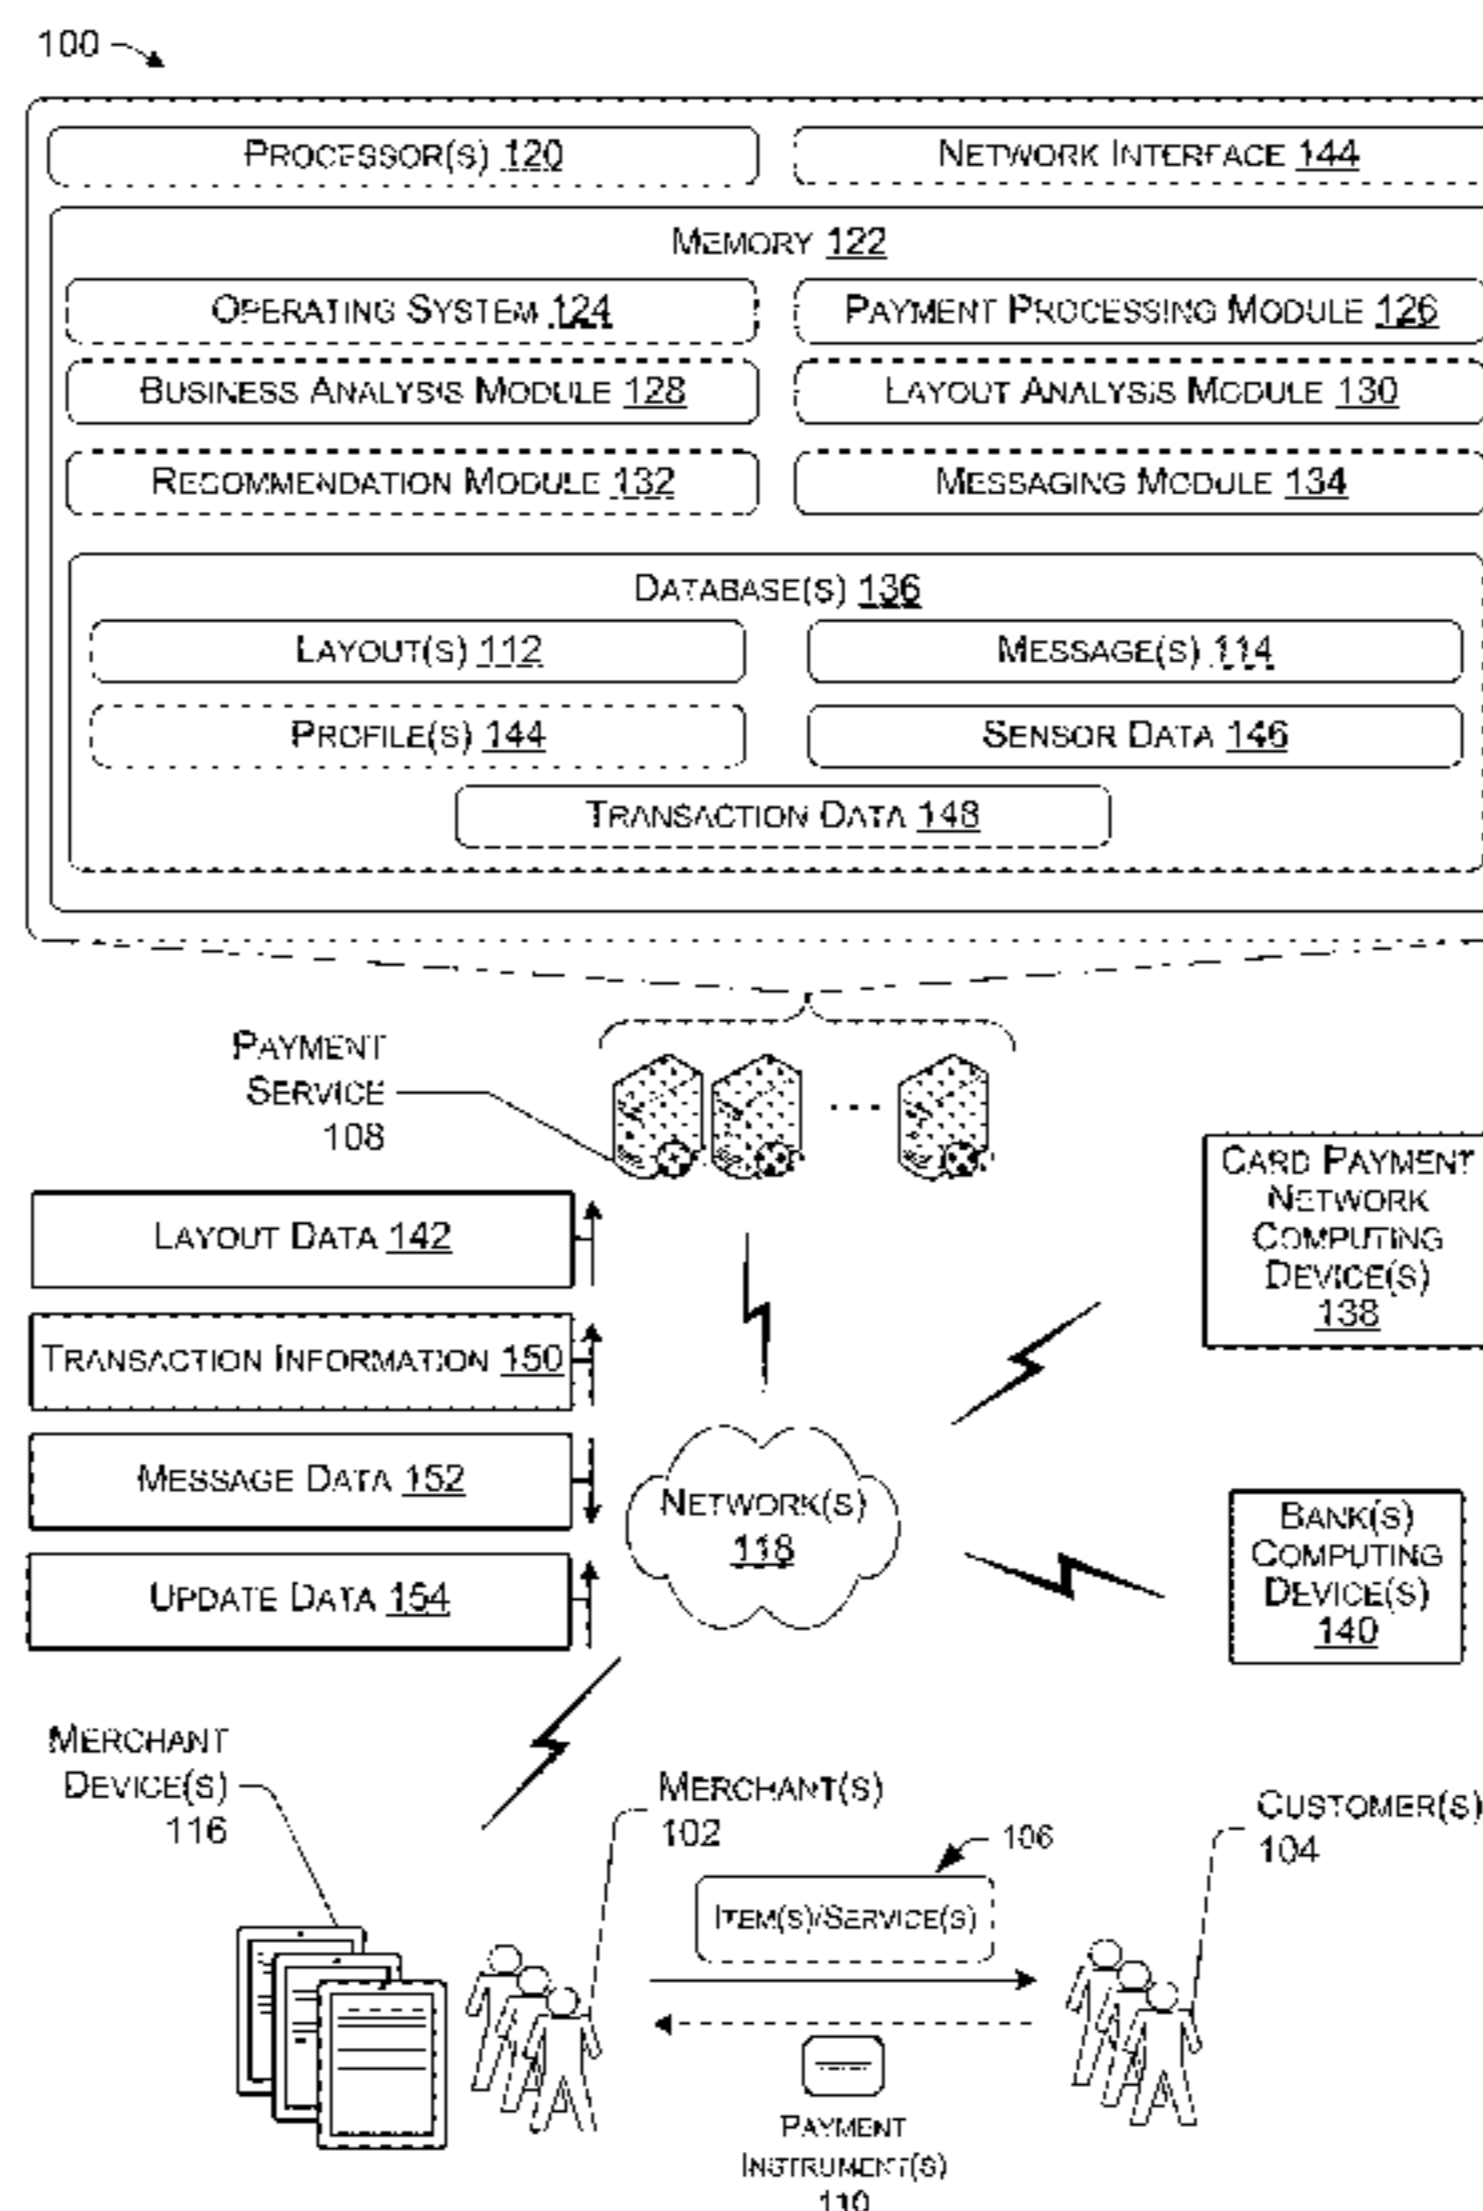 100
PROCESSOR(S) 120
NETWORK INTERFACE 144
MEMORY 122
OPERATING SYSTEM 124
PAYMENT PROCESSING MODULE 126
BUSINESS ANALYSIS MODULE 128
LAYOUT ANALYSIS MODULE 130
RECOMMENDATION MODULE 132
MESSAGING MODULE 134
DATABASE(S) 136
LAYOUT(S) 112
MESSAGE(S) 114
PROFILE(S) 144
SENSOR DATA 146
TRANSACTION DATA 148
PAYMENT
SERVICE
108
LAYOUT DATA 142
TRANSACTION INFORMATION 150
MESSAGE DATA 152
UPDATE DATA 154
NETWORK(S)
118
CARD PAYMENT
NETWORK
COMPUTING
DEVICE(S)
138
BANK(S)
COMPUTING
DEVICE(S)
140
MERCHANT
DEVICE(S)
116
MERCHANT(S)
102
106
ITEM(S)/SERVICE(S)
CUSTOMER(S)
104
PAYMENT
INSTRUMENT(S)
110